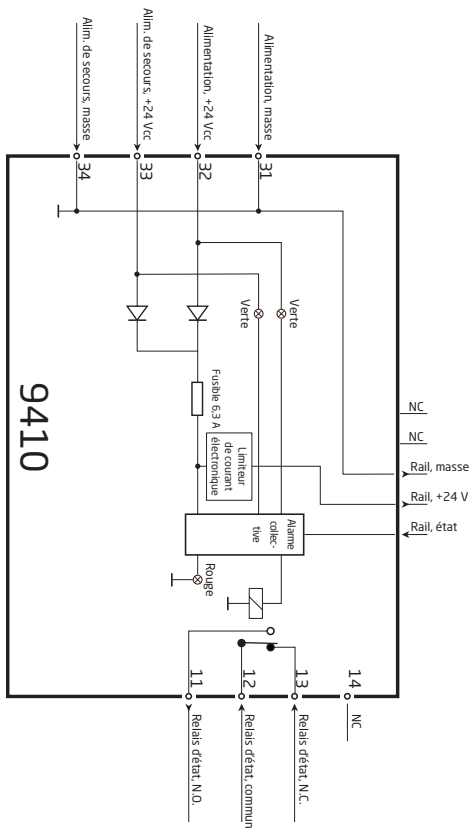 Alim. de secours, masse
Alim. de secours, +24 Vcc
Alimentation, +24 Vcc
Alimentation, masse
34
33
32
31
Verte
Verte
NC
NC
Rail, masse
Rail, +24 V
Rail, état
9410
Fusible 6,3 A
Limiteur
de courant
électronique
Alarme
collec-
tive
Rouge
11
12
13
14
NC
Relais d'état, N.O.
Relais d'état, commun
Relais d'état, N.C.